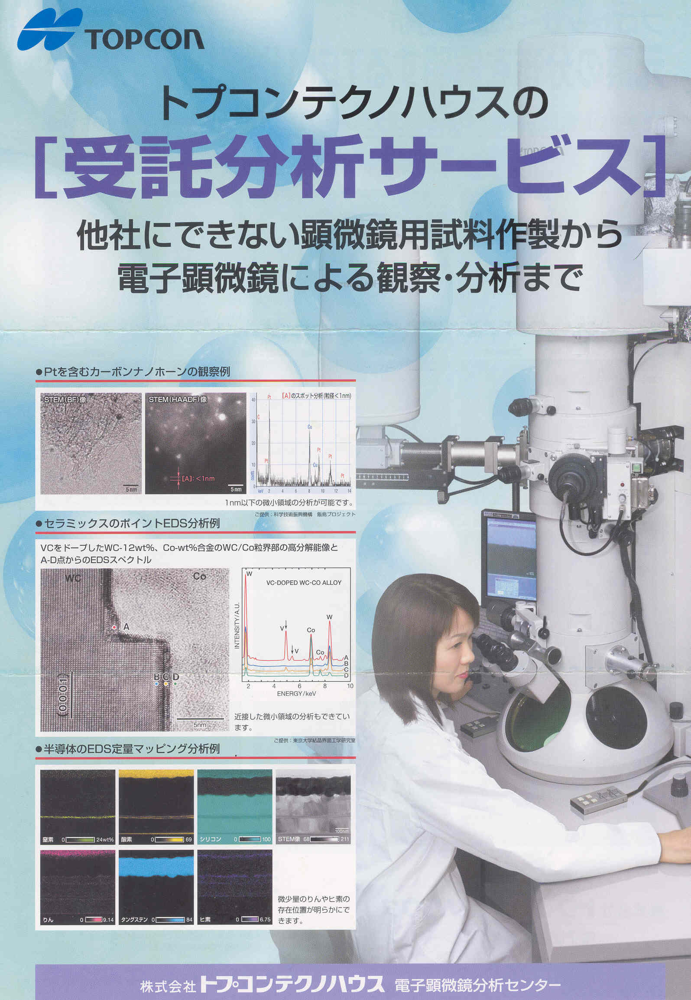 TOPCON
トプコンテクノハウスの
[受託分析サービス]
他社にできない顕微鏡用試料作製から
電子顕微鏡による観察・分析まで
TOPCON
●Ptを含むカーボンナノホーンの観察例
STEM(BF)像
5nm
STEM(HAADF)像
[A]:<1nm
5nm
[A]のスポット分析(粒径<1nm)
40
30
20
10
0
counts
C
Pt
Pt
Cu
Cu
Pt
Pt
Pt
keV 2 4 6 8 10 12 14
1nm以下の微小領域の分析が可能です。
ご提供:科学技術振興機構 飯島プロジェクト
●セラミックスのポイントEDS分析例
VCをドープしたWC-12wt%、Co-wt%合金のWC/Co粒界部の高分解能像と
A-D点からのEDSスペクトル
WC
Co
A
B C D
(0001)
5nm
VC-DOPED WC-CO ALLOY
INTENSITY/A.U.
W
V
V
Co
Co
W
A
B
C
D
2 4 6 8 10
ENERGY/keV
近接した微小領域の分析もできてい
ます。
ご提供:東京大学結晶界面工学研究室
●半導体のEDS定量マッピング分析例
窒素 0 24wt%
酸素 0 69
シリコン 0 100
100nm
STEM像 68 211
りん 0 9.14
タングステン 0 84
ヒ素 0 6.75
微少量のりんやヒ素の
存在位置が明らかにで
きます。
株式会社トプコンテクノハウス 電子顕微鏡分析センター